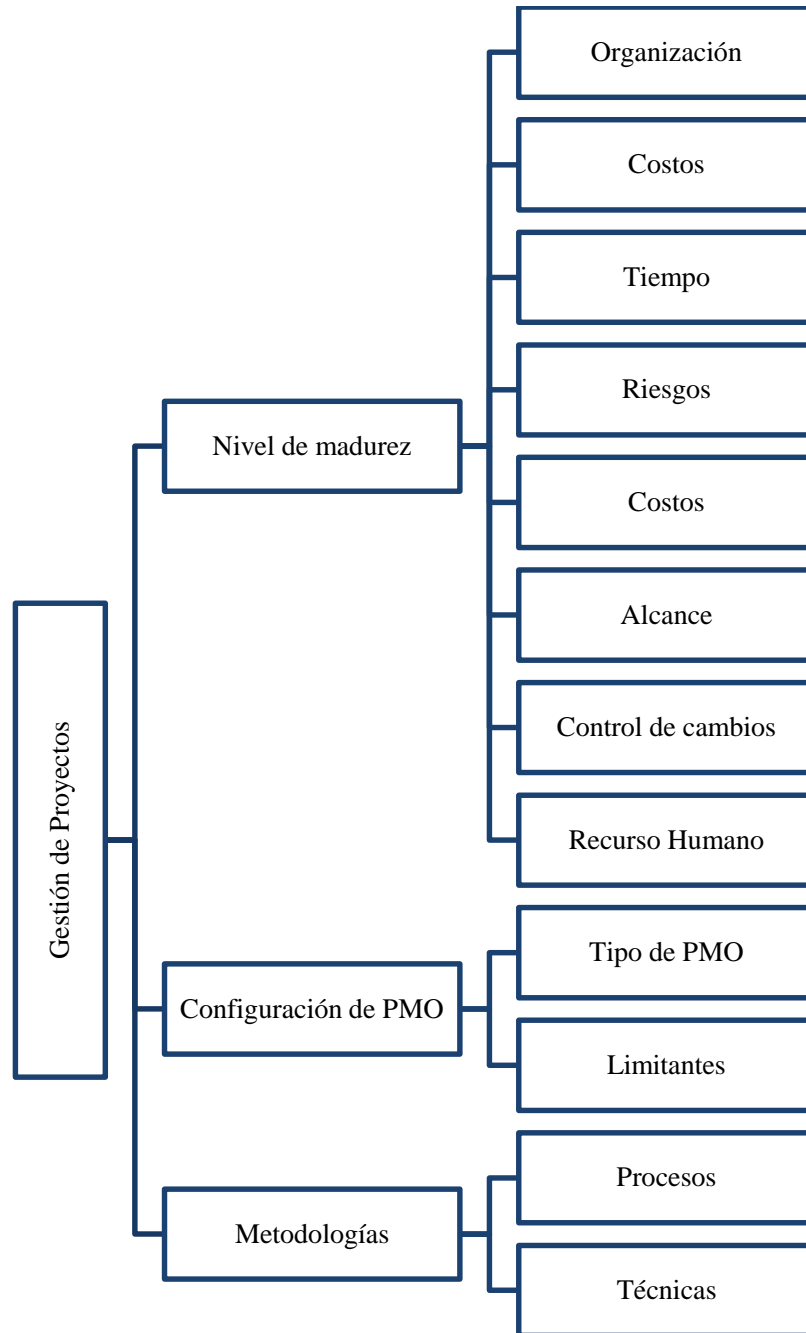 Gestión de Proyectos
Nivel de madurez
Organización
Costos
Tiempo
Riesgos
Costos
Alcance
Control de cambios
Recurso Humano
Configuración de PMO
Tipo de PMO
Limitantes
Metodologías
Procesos
Técnicas